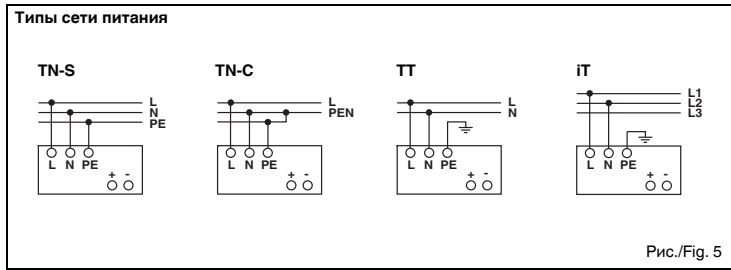 Типы сети питания
TN-S
TN-C
TT
iT
L
N
PE
L
PEN
L
N
L1
L2
L3
L N PE
+ -
L N PE
+ -
L N PE
+ -
L N PE
+ -
Рис./Fig. 5